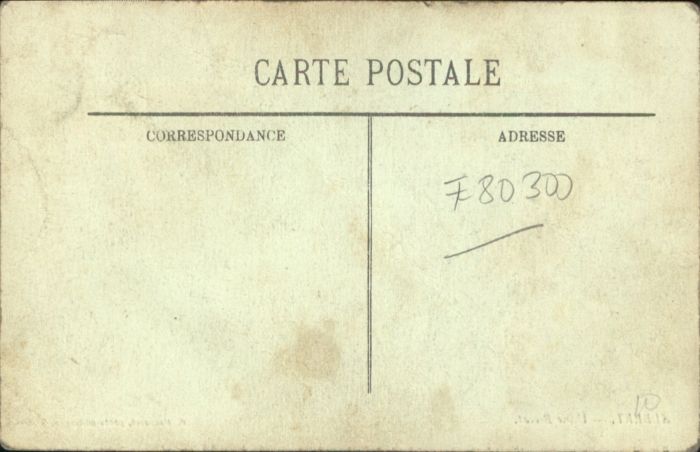 CARTE POSTALE
CORRESPONDANCE
ADRESSE
F80300
10